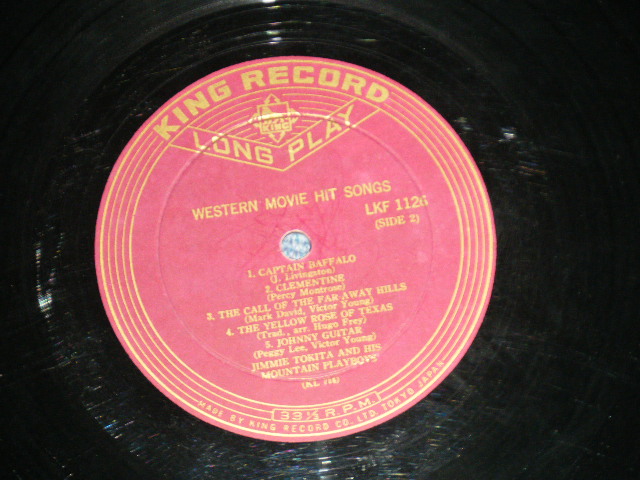 KING RECORD
KING
LONG PLAY
WESTERN MOVIE HIT SONGS
LKF 1126
(SIDE 2)
1. CAPTAIN BAFFALO
(J. Livingston)
2. CLEMENTINE
(Percy Montrose)
3. THE CALL OF THE FAR AWAY HILLS
(Mark David, Victor Young)
4. THE YELLOW ROSE OF TEXAS
(Trad., arr. Hugo Frey)
5. JOHNNY GUITAR
(Peggy Lee, Victor Young)
JIMMIE TOKITA AND HIS
MOUNTAIN PLAYBOYS
33⅓ R.P.M.
MADE BY KING RECORD CO. LTD. TOKYO JAPAN